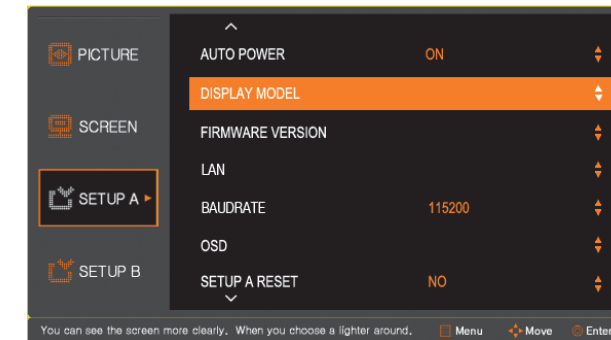 PICTURE
SCREEN
SETUP A
SETUP B
AUTO POWER ON
DISPLAY MODEL
FIRMWARE VERSION
LAN
BAUDRATE 115200
OSD
SETUP A RESET NO
You can see the screen more clearly. When you choose a lighter around. Menu Move Enter